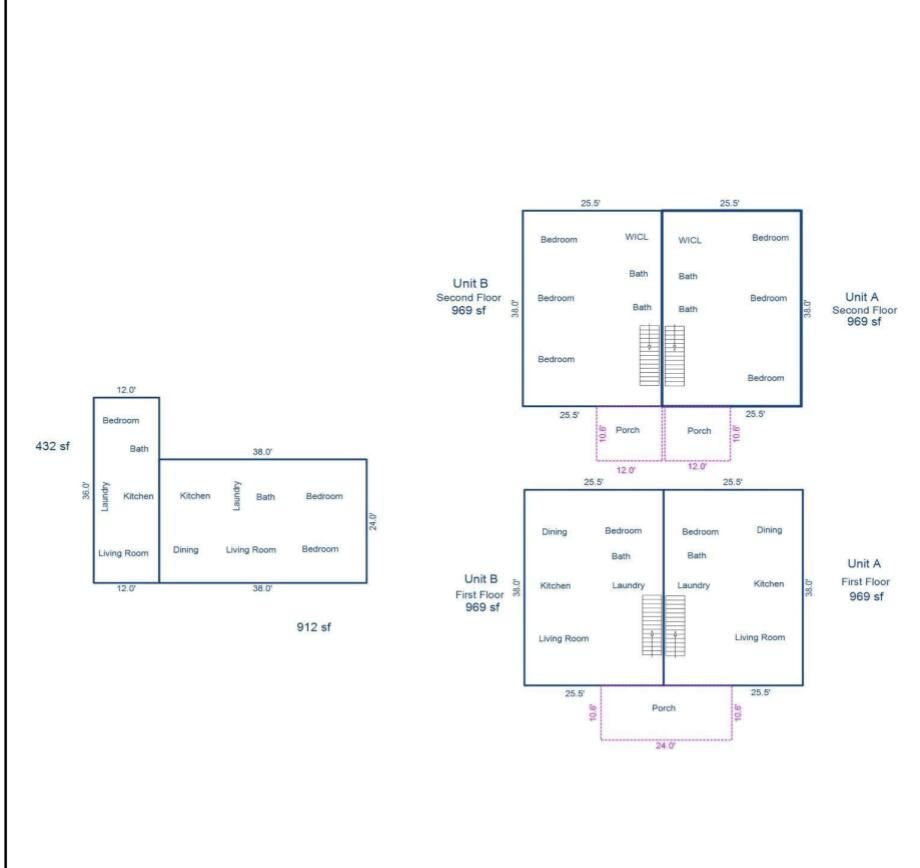 25.5'
25.5'
Bedroom
WICL
WICL
Bedroom
Bath
Bath
Unit B
Second Floor
969 sf
38.0'
Bedroom
Bath
Bath
Bedroom
38.0'
Unit A
Second Floor
969 sf
Bedroom
Bedroom
25.5'
25.5'
10.6'
Porch
Porch
10.6'
12.0'
12.0'
12.0'
Bedroom
432 sf
Bath
38.0'
36.0'
Laundry
Kitchen
Kitchen
Laundry
Bath
Bedroom
24.0'
Living Room
Dining
Living Room
Bedroom
12.0'
38.0'
912 sf
25.5'
25.5'
Dining
Bedroom
Bedroom
Dining
Bath
Bath
Unit B
First Floor
969 sf
38.0'
Kitchen
Laundry
Laundry
Kitchen
38.0'
Unit A
First Floor
969 sf
Living Room
Living Room
25.5'
25.5'
10.6'
Porch
10.6'
24.0'